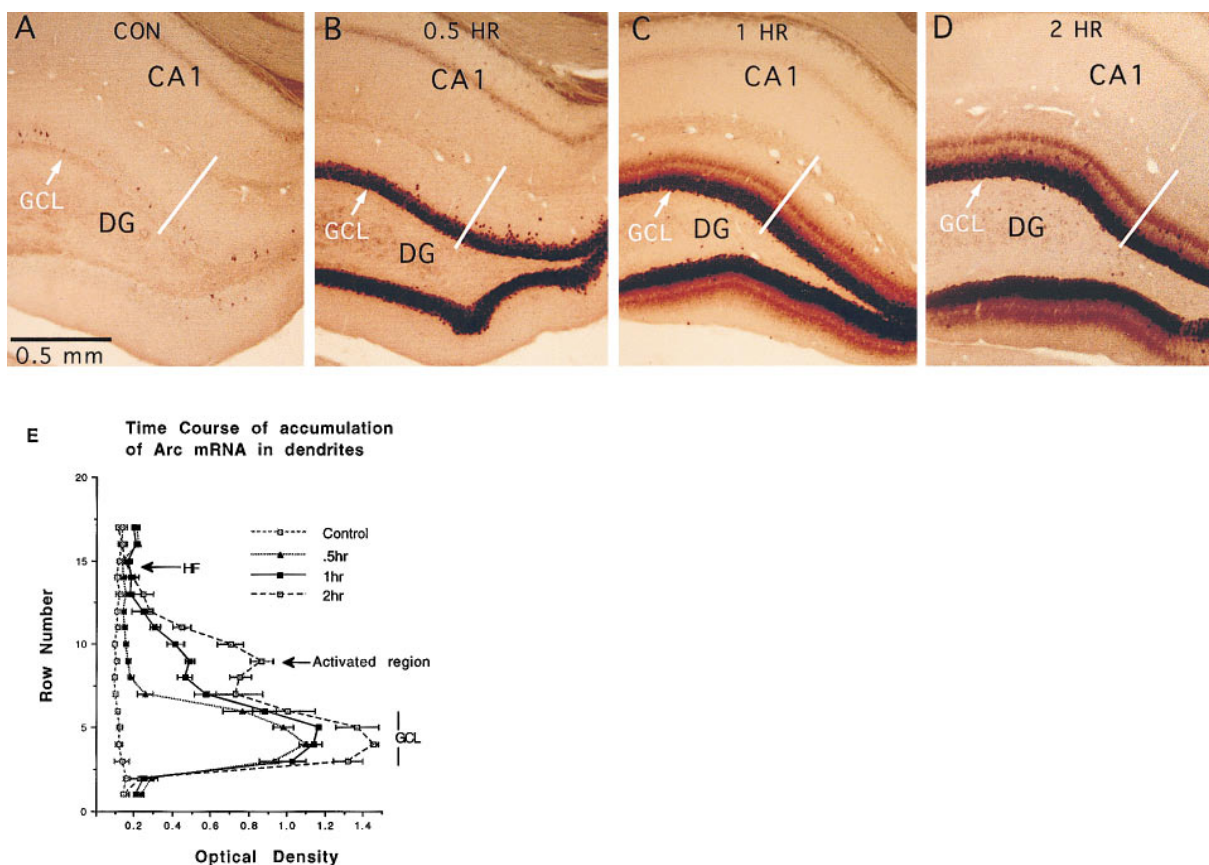 A
CON
CA1
GCL
DG
0.5 mm
B
0.5 HR
CA1
GCL
DG
C
1 HR
CA1
GCL
DG
D
2 HR
CA1
GCL
DG
E
Time Course of accumulation
of Arc mRNA in dendrites
20
15
10
5
0
Row Number
Control
.5hr
1hr
2hr
HF
Activated region
GCL
0.2 0.4 0.6 0.8 1.0 1.2 1.4
Optical Density